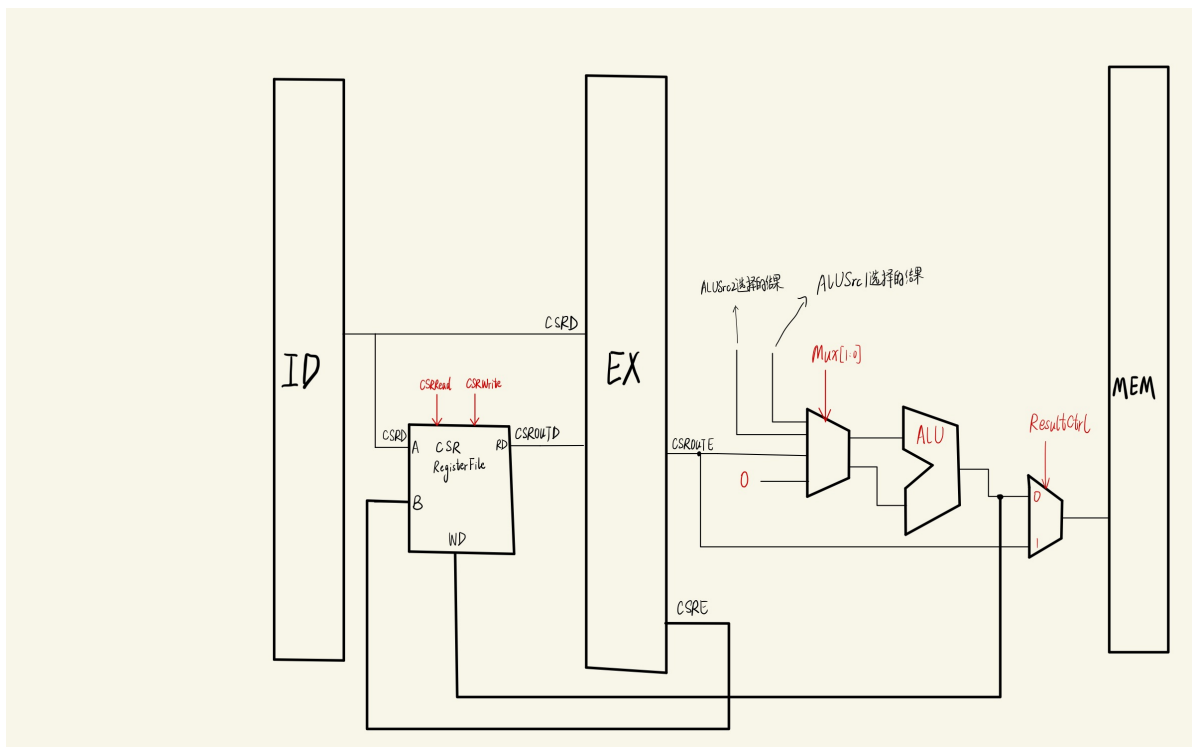 ID
CSRD
CSRRead
CSRWrite
CSRD
A
CSR
RegisterFile
RD
B
WD
CSROUTD
EX
CSROUTE
CSRE
ALUSrc2选择的结果
ALUSrc1选择的结果
Mux[1:0]
0
ALU
ResultCtrl
0
1
MEM